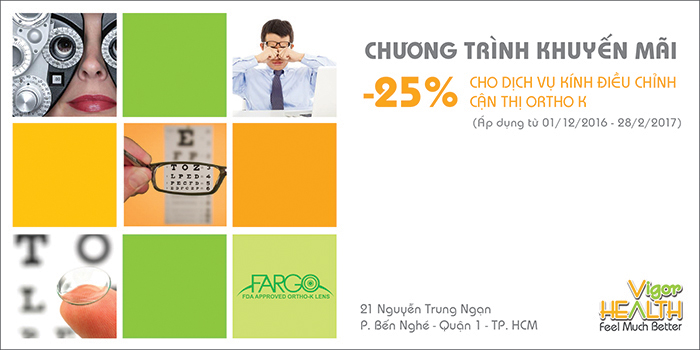 CHƯƠNG TRÌNH KHUYẾN MÃI
-25%
CHO DỊCH VỤ KÍNH ĐIỀU CHỈNH
CẬN THỊ ORTHO K
(Áp dụng từ 01/12/2016 - 28/2/2017)
E
T O Z
L P E D
P E C F D
T O
FARGO
FDA APPROVED ORTHO-K LENS
21 Nguyễn Trung Ngạn
P. Bến Nghé - Quận 1 - TP. HCM
Vigor
HEALTH
Feel Much Better